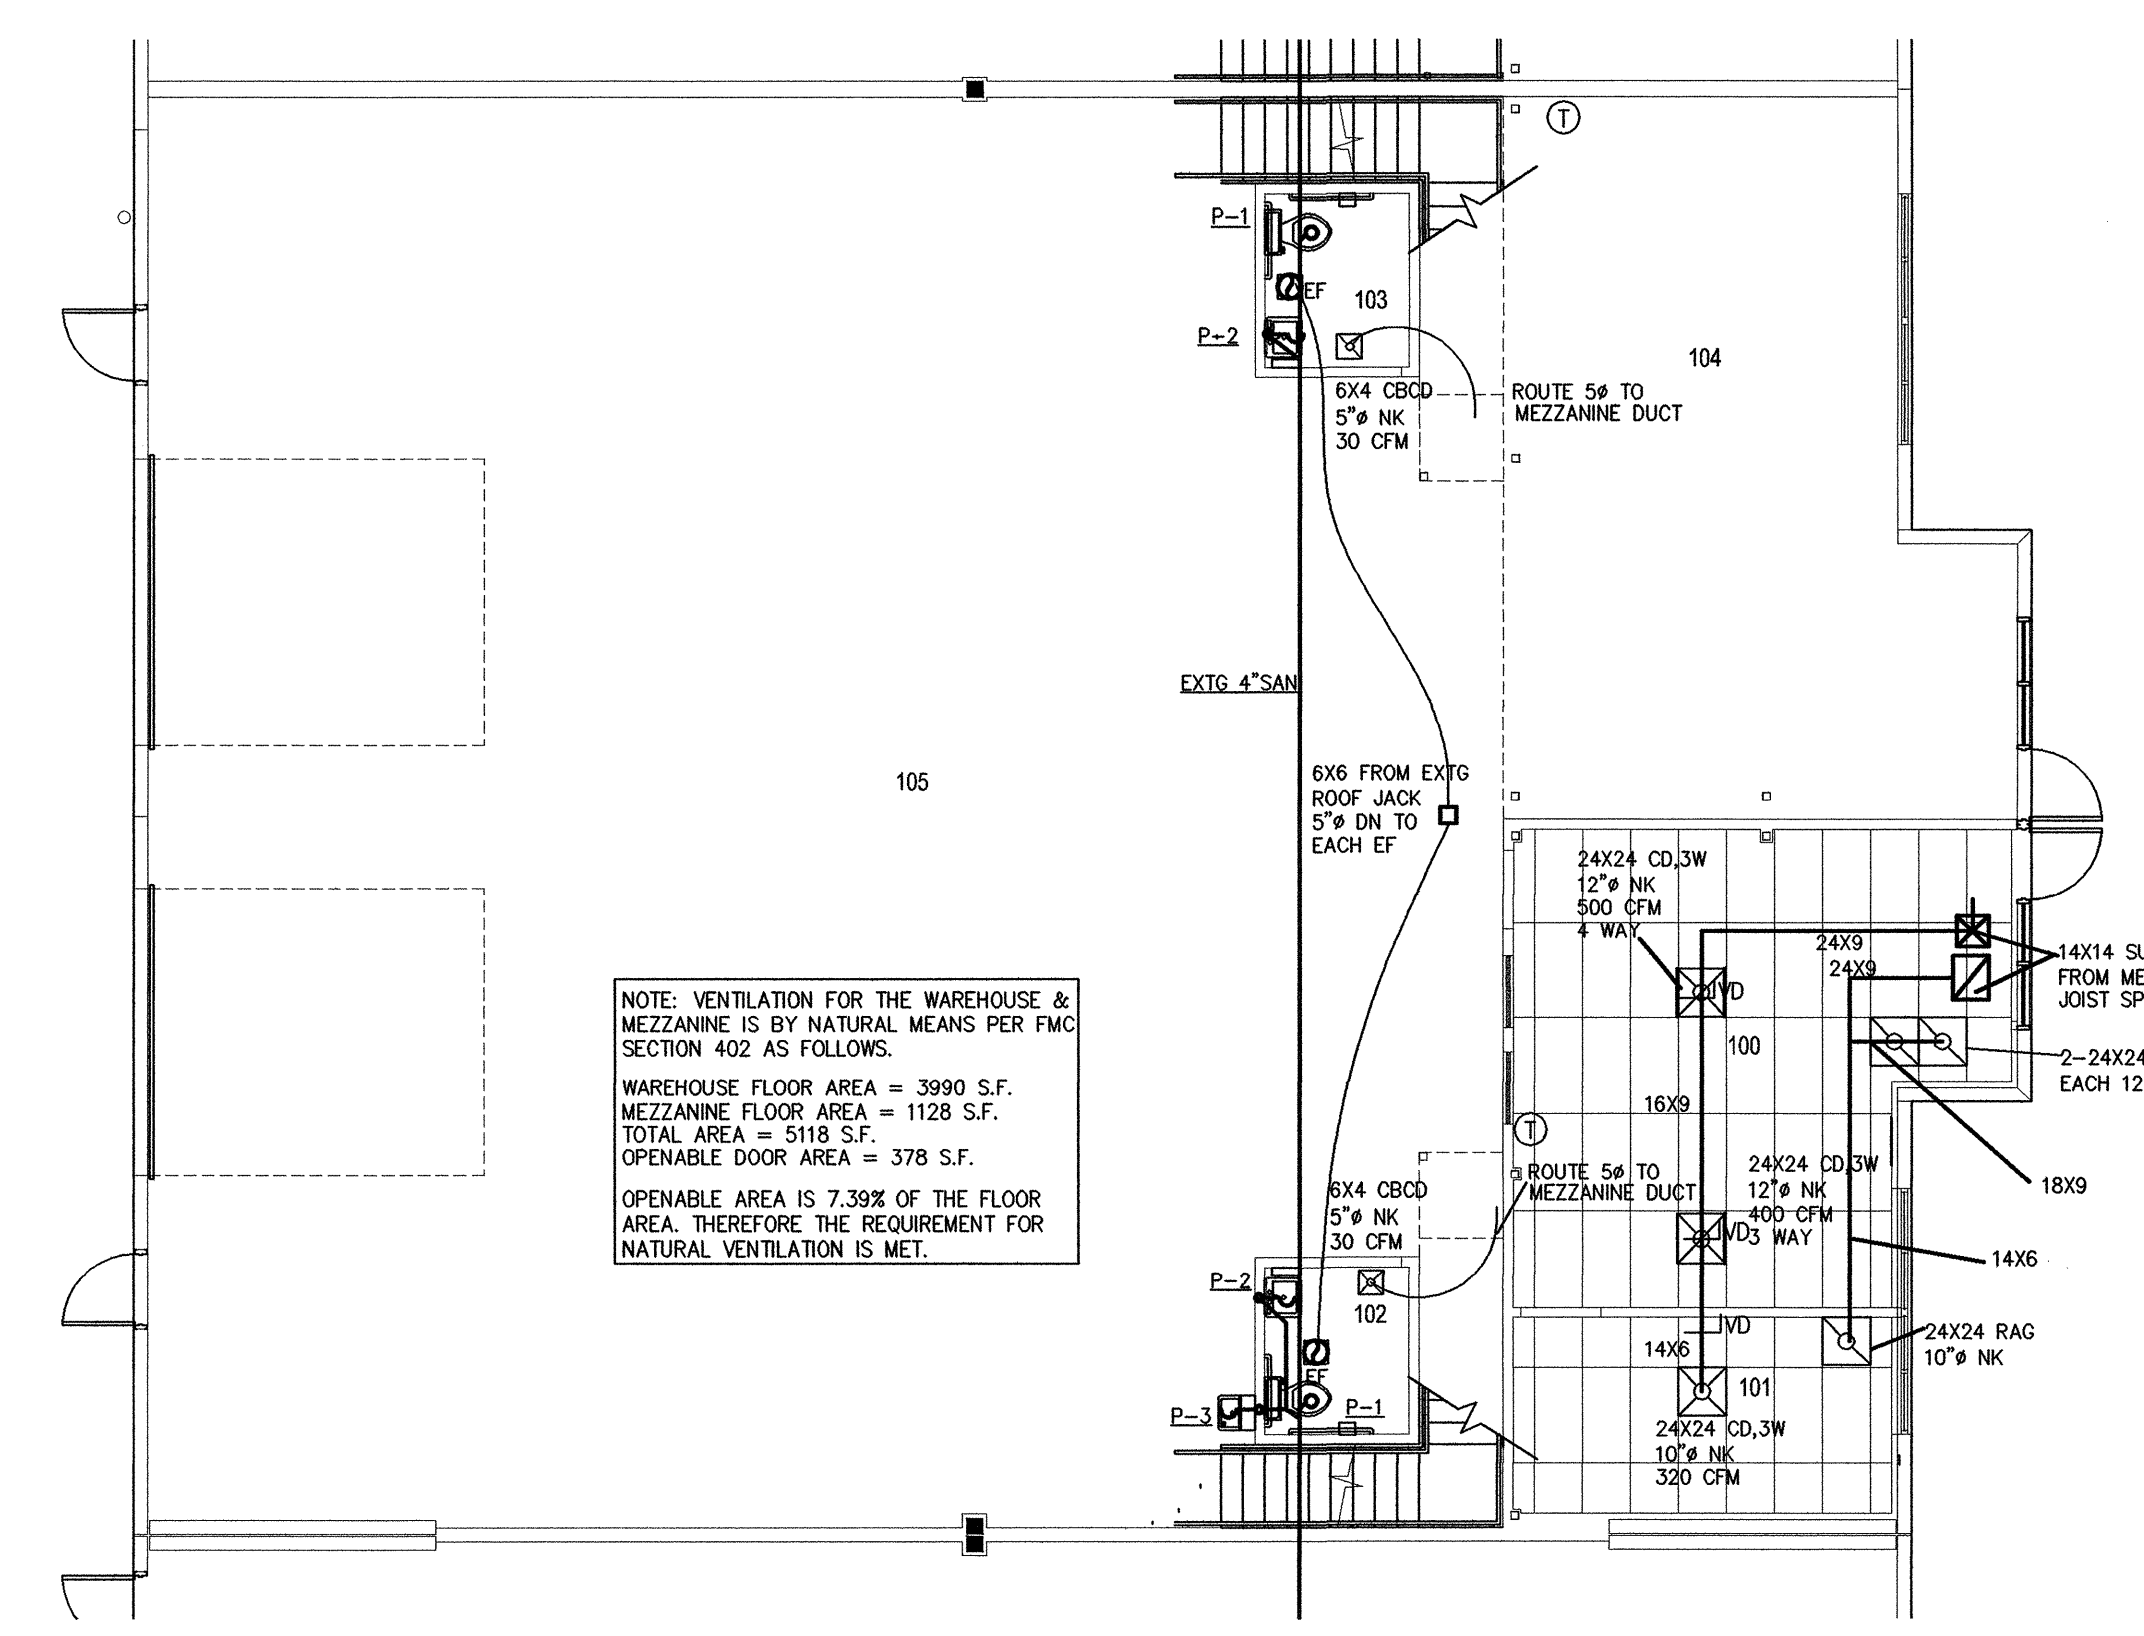 T
P-1
EF
103
P-2
104
6X4 CBCD
5"ø NK
30 CFM
ROUTE 5ø TO
MEZZANINE DUCT
EXTG 4"SAN
105
6X6 FROM EXTG
ROOF JACK
5"ø DN TO
EACH EF
24X24 CD,3W
12"ø NK
500 CFM
4 WAY
24X9
24X9
14X14
FROM
JOIST
VD
100
2-24X24
EACH 12
NOTE: VENTILATION FOR THE WAREHOUSE &
MEZZANINE IS BY NATURAL MEANS PER FMC
SECTION 402 AS FOLLOWS.
WAREHOUSE FLOOR AREA = 3990 S.F.
MEZZANINE FLOOR AREA = 1128 S.F.
TOTAL AREA = 5118 S.F.
OPENABLE DOOR AREA = 378 S.F.
OPENABLE AREA IS 7.39% OF THE FLOOR
AREA. THEREFORE THE REQUIREMENT FOR
NATURAL VENTILATION IS MET.
16X9
T
24X24 CD,3W
12"ø NK
400 CFM
3 WAY
VD
18X9
ROUTE 5ø TO
MEZZANINE DUCT
6X4 CBCD
5"ø NK
30 CFM
14X6
P-2
102
EF
P-3
P-1
VD
14X6
24X24 RAG
10"ø NK
101
24X24 CD,3W
10"ø NK
320 CFM